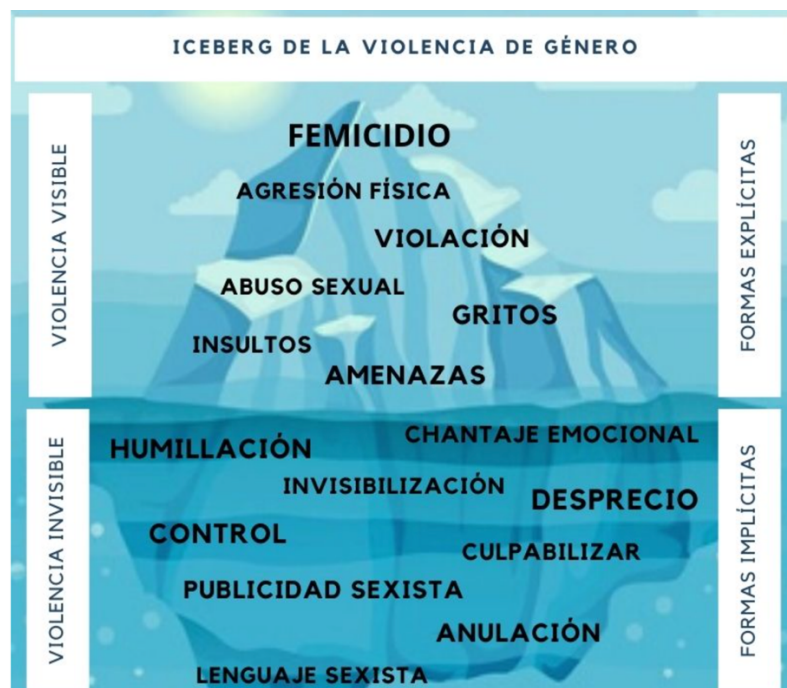 ICEBERG DE LA VIOLENCIA DE GÉNERO
VIOLENCIA VISIBLE
FORMAS EXPLÍCITAS
FEMICIDIO
AGRESIÓN FÍSICA
VIOLACIÓN
ABUSO SEXUAL
GRITOS
INSULTOS
AMENAZAS
VIOLENCIA INVISIBLE
FORMAS IMPLÍCITAS
CHANTAJE EMOCIONAL
HUMILLACIÓN
INVISIBILIZACIÓN
DESPRECIO
CONTROL
CULPABILIZAR
PUBLICIDAD SEXISTA
ANULACIÓN
LENGUAJE SEXISTA